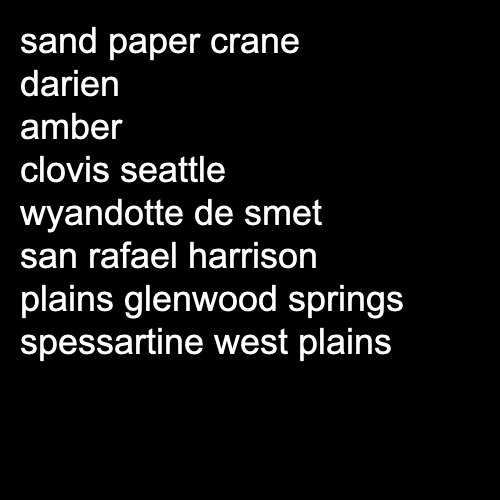 sand paper crane
darien
amber
clovis seattle
wyandotte de smet
san rafael harrison
plains glenwood springs
spessartine west plains